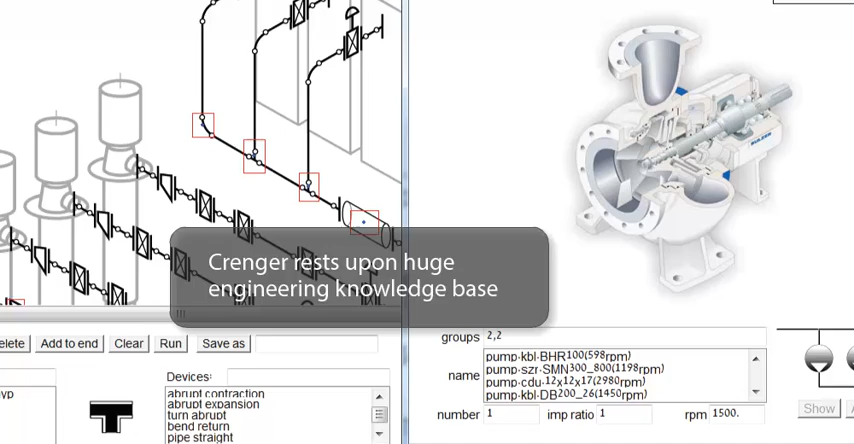 SULZER
Crenger rests upon huge
engineering knowledge base
elete Add to end Clear Run Save as
Devices:
abrupt contraction
abrupt expansion
turn abrupt
bend return
pipe straight
yp
groups 2,2
name
pump·kbl·BHR100(598rpm)
pump·szr·SMN300_800(1198rpm)
pump·cdu·12x12x17(2980rpm)
pump·kbl·DB200_26(1450rpm)
number 1 imp ratio 1 rpm 1500.
Show A